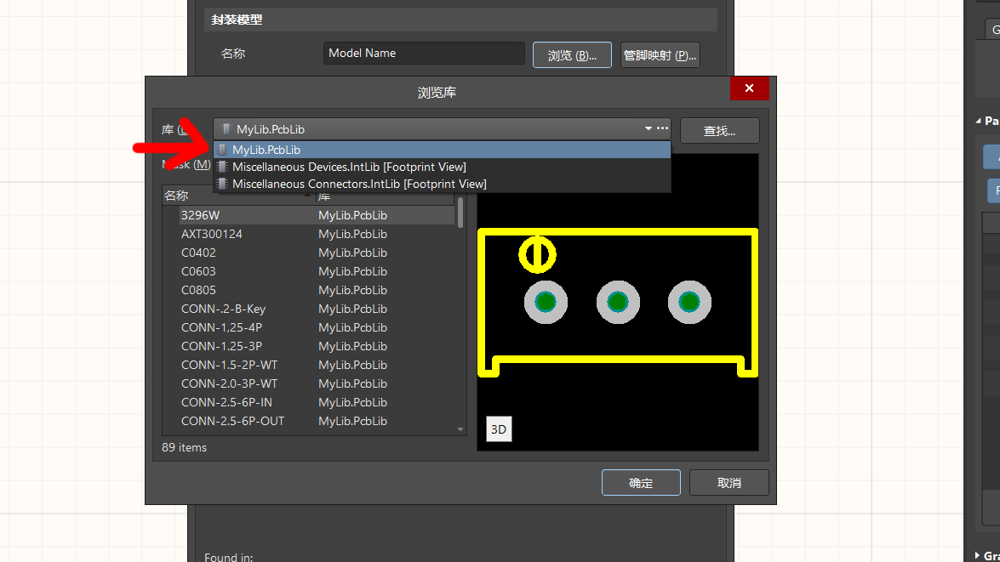 封装模型
名称
Model Name
浏览 (B)...
管脚映射 (P)...
浏览库
库
MyLib.PcbLib
查找...
MyLib.PcbLib
Mask (M)
Miscellaneous Devices.IntLib [Footprint View]
Miscellaneous Connectors.IntLib [Footprint View]
名称 库
3296W MyLib.PcbLib
AXT300124 MyLib.PcbLib
C0402 MyLib.PcbLib
C0603 MyLib.PcbLib
C0805 MyLib.PcbLib
CONN-.2-B-Key MyLib.PcbLib
CONN-1,25-4P MyLib.PcbLib
CONN-1.25-3P MyLib.PcbLib
CONN-1.5-2P-WT MyLib.PcbLib
CONN-2.0-3P-WT MyLib.PcbLib
CONN-2.5-6P-IN MyLib.PcbLib
CONN-2.5-6P-OUT MyLib.PcbLib
3D
89 items
确定
取消
Found in: